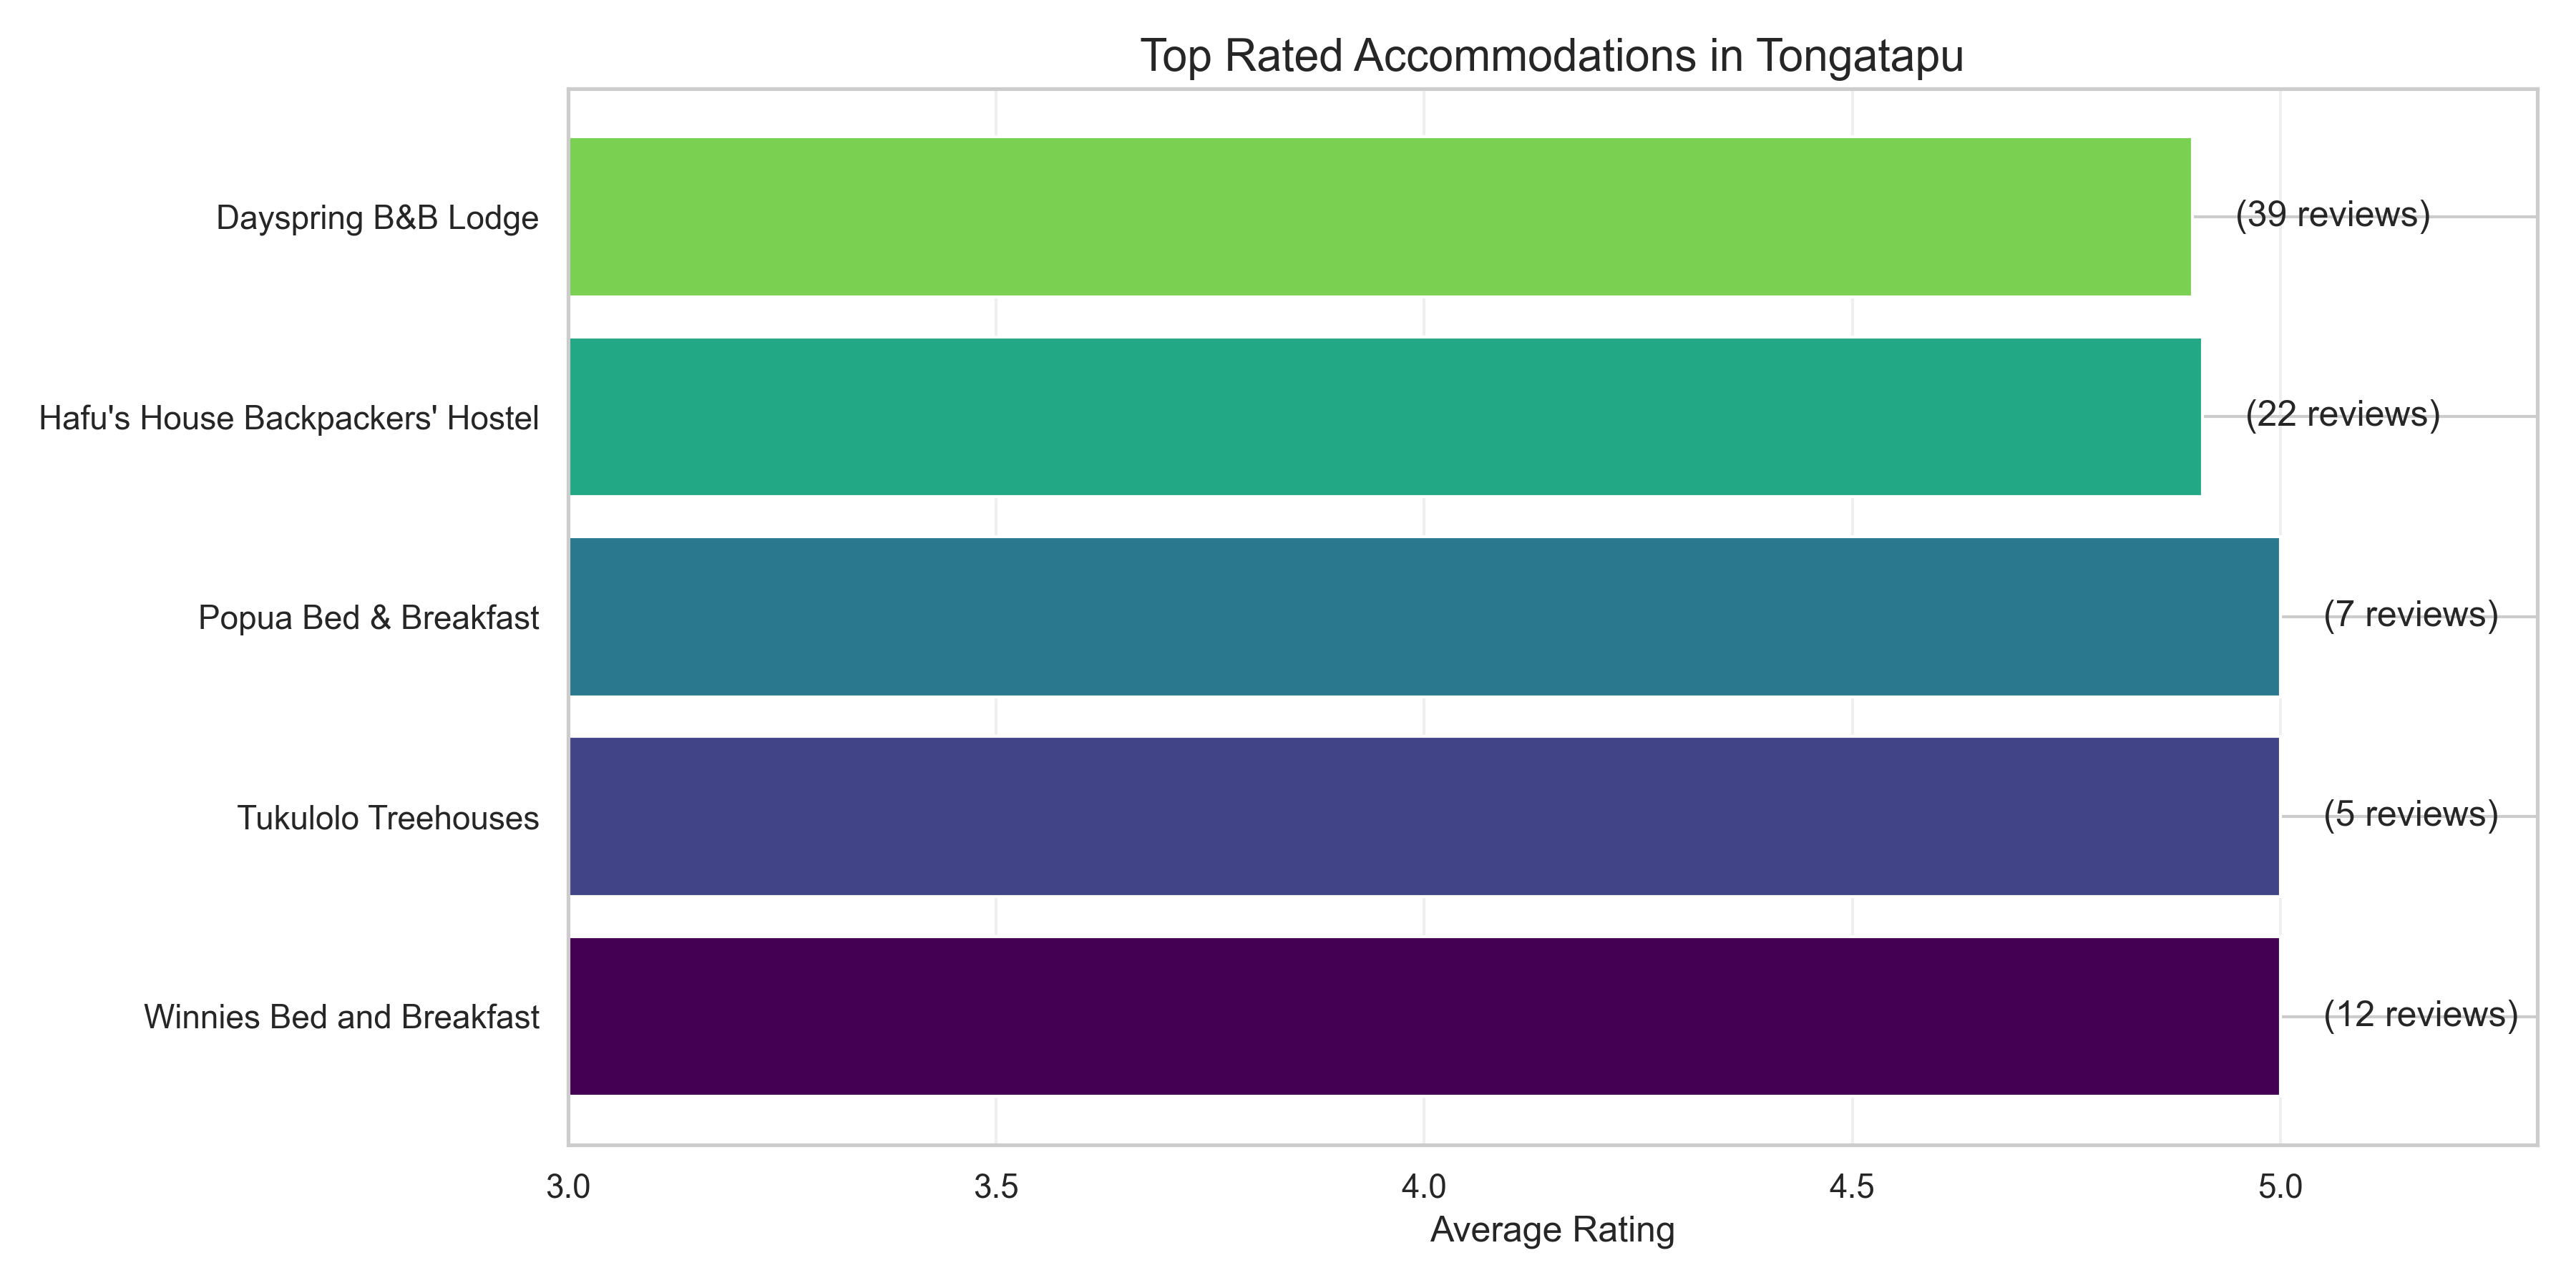 Top Rated Accommodations in Tongatapu
Dayspring B&B Lodge
(39 reviews)
Hafu's House Backpackers' Hostel
(22 reviews)
Popua Bed & Breakfast
(7 reviews)
Tukulolo Treehouses
(5 reviews)
Winnies Bed and Breakfast
(12 reviews)
3.0 3.5 4.0 4.5 5.0
Average Rating